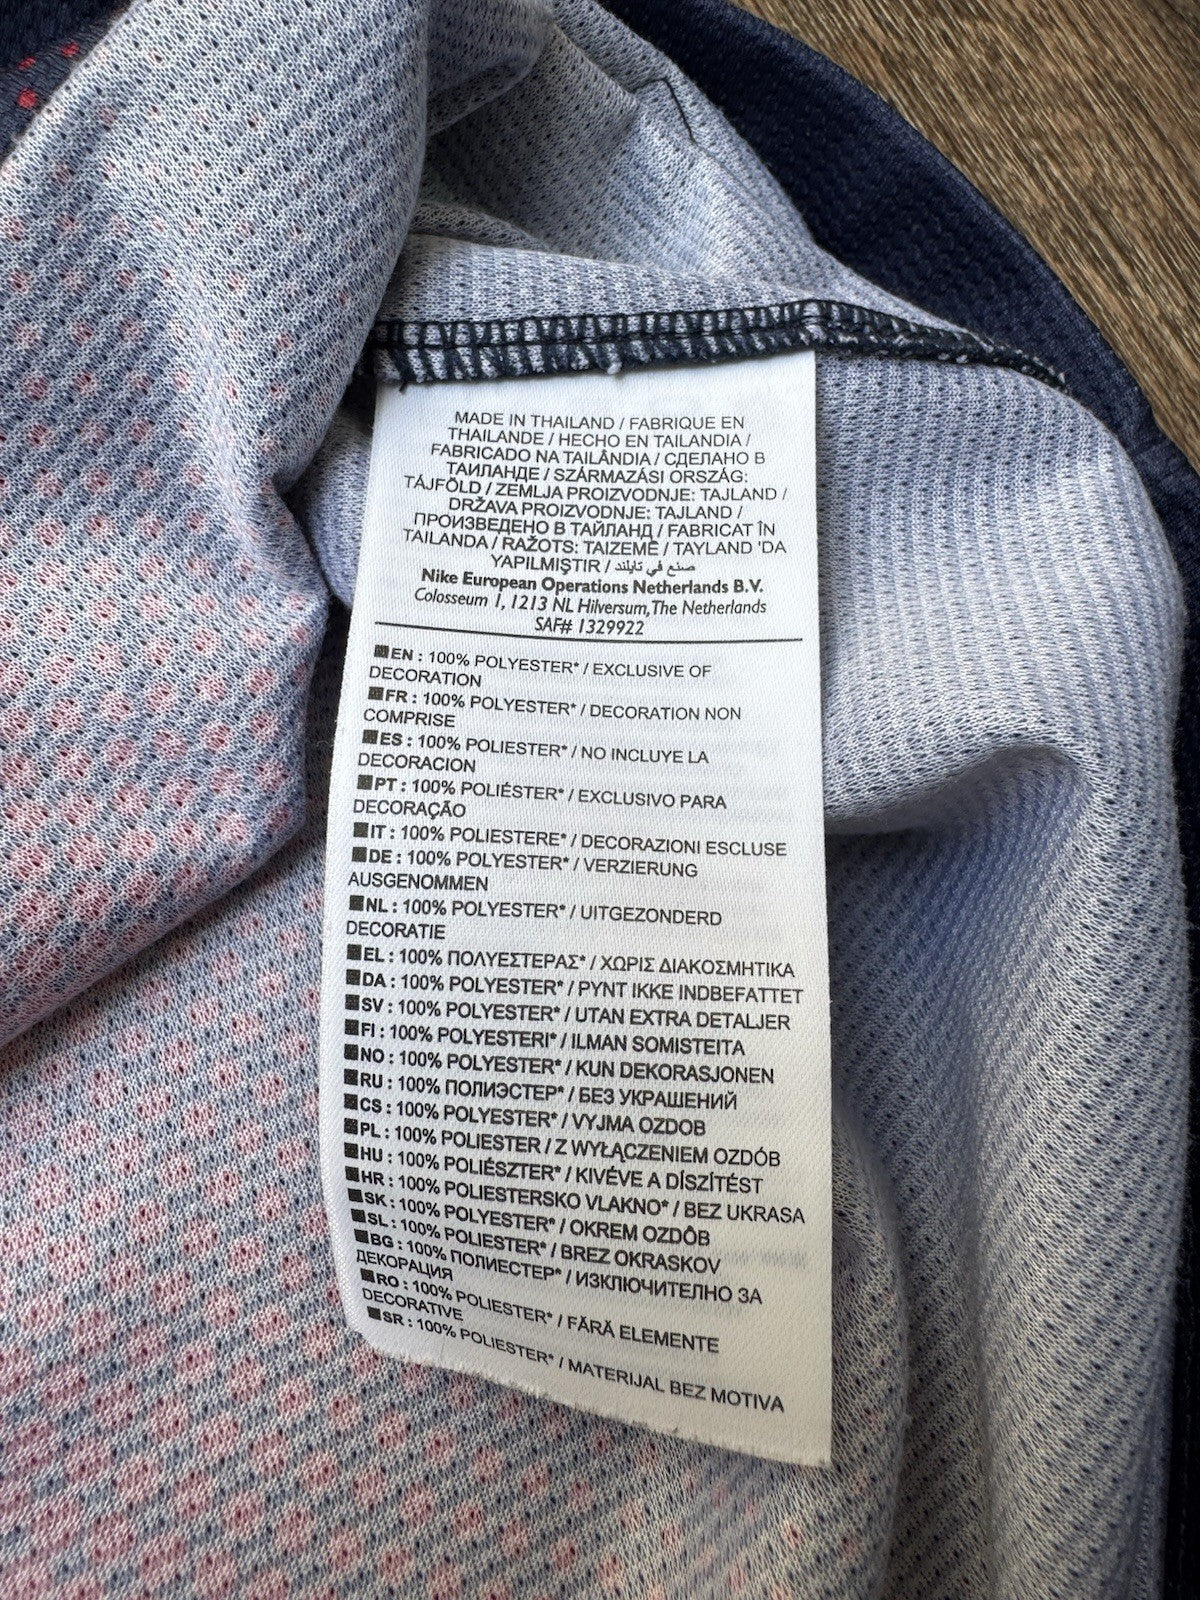 MADE IN THAILAND / FABRIQUE EN
THAILANDE / HECHO EN TAILANDIA /
FABRICADO NA TAILÂNDIA / СДЕЛАНО В
ТАИЛАНДЕ / SZÁRMAZÁSI ORSZÁG:
TÁJFÖLD / ZEMLJA PROIZVODNJE: TAJLAND /
DRŽAVA PROIZVODNJE: TAJLAND /
ПРОИЗВЕДЕНО В ТАЙЛАНД / FABRICAT ÎN
TAILANDA / RAŽOTS: TAIZEMĒ / TAYLAND 'DA
YAPILMIŞTIR / صنع في تايلند
Nike European Operations Netherlands B.V.
Colosseum 1, 1213 NL Hilversum, The Netherlands
SAF# 1329922
EN : 100% POLYESTER* / EXCLUSIVE OF
DECORATION
FR : 100% POLYESTER* / DECORATION NON
COMPRISE
ES : 100% POLIESTER* / NO INCLUYE LA
DECORACION
PT : 100% POLIÉSTER* / EXCLUSIVO PARA
DECORAÇÃO
IT : 100% POLIESTERE* / DECORAZIONI ESCLUSE
DE : 100% POLYESTER* / VERZIERUNG
AUSGENOMMEN
NL : 100% POLYESTER* / UITGEZONDERD
DECORATIE
EL : 100% ΠΟΛΥΕΣΤΕΡΑΣ* / ΧΩΡΙΣ ΔΙΑΚΟΣΜΗΤΙΚΑ
DA : 100% POLYESTER* / PYNT IKKE INDBEFATTET
SV : 100% POLYESTER* / UTAN EXTRA DETALJER
FI : 100% POLYESTERI* / ILMAN SOMISTEITA
NO : 100% POLYESTER* / KUN DEKORASJONEN
RU : 100% ПОЛИЭСТЕР* / БЕЗ УКРАШЕНИЙ
CS : 100% POLYESTER* / VYJMA OZDOB
PL : 100% POLIESTER / Z WYŁĄCZENIEM OZDÓB
HU : 100% POLIÉSZTER* / KIVÉVE A DÍSZÍTÉST
HR : 100% POLIESTERSKO VLAKNO* / BEZ UKRASA
SK : 100% POLYESTER* / OKREM OZDÔB
SL : 100% POLIESTER* / BREZ OKRASKOV
BG : 100% ПОЛИЕСТЕР* / ИЗКЛЮЧИТЕЛНО ЗА
ДЕКОРАЦИЯ
RO : 100% POLIESTER* / FĂRĂ ELEMENTE
DECORATIVE
SR : 100% POLIESTER* / MATERIJAL BEZ MOTIVA